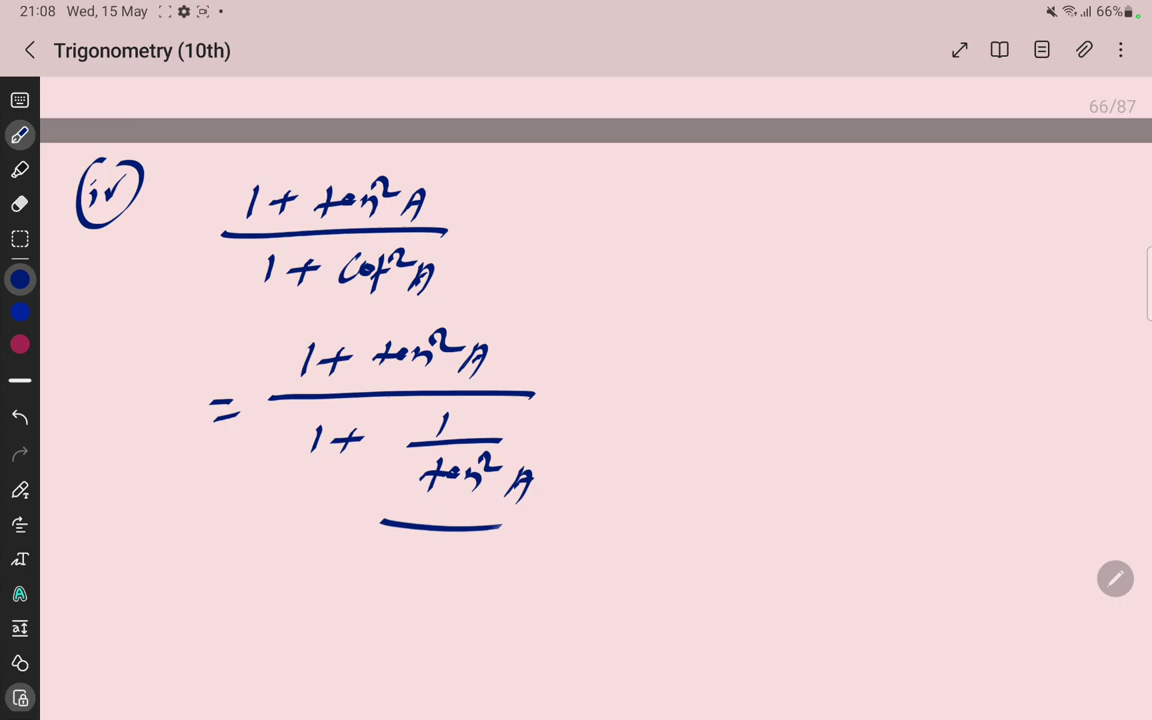 21:08 Wed, 15 May
66%
Trigonometry (10th)
66/87
(iv)
1 + tan²A
1 + Cot²A
1 + tan²A
=
1 + 1
tan² A